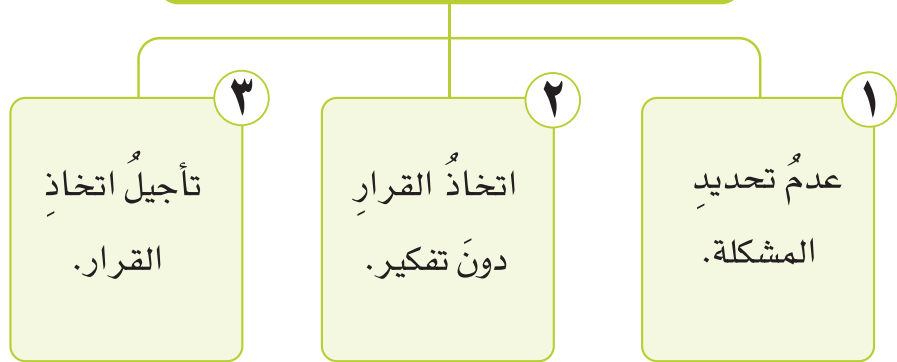 ١
عدمُ تحديدِ
المشكلة.
٢
اتخاذُ القرارِ
دونَ تفكير.
٣
تأجيلُ اتخاذِ
القرار.